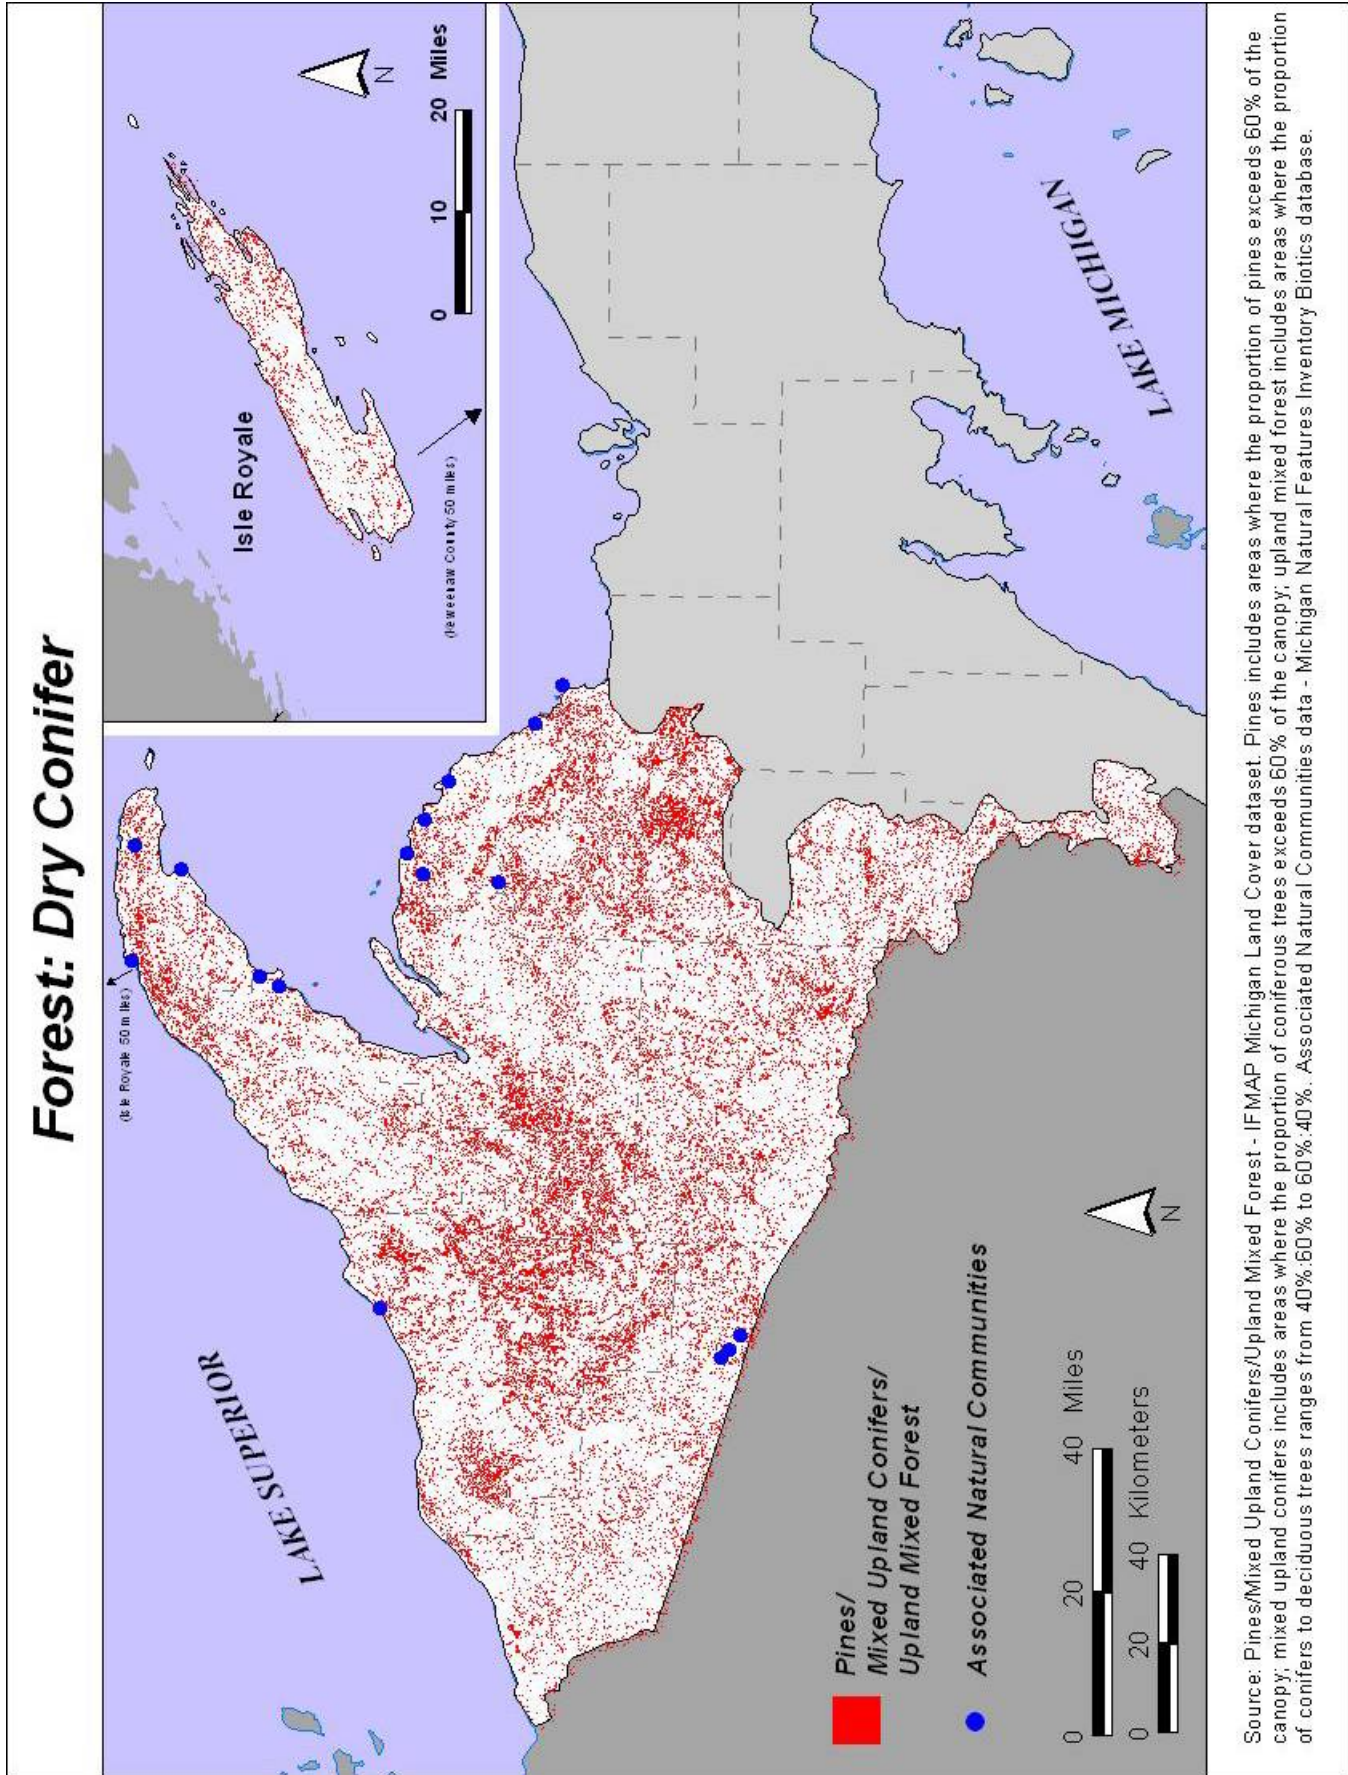 Forest: Dry Conifer
Isle Royale
(Keweenaw County 50 miles)
0 10 20 Miles
N
(Isle Royale 50 miles)
LAKE SUPERIOR
LAKE MICHIGAN
Pines/
Mixed Upland Conifers/
Upland Mixed Forest
Associated Natural Communities
0 20 40 Miles
0 20 40 Kilometers
N
Source: Pines/Mixed Upland Conifers/Upland Mixed Forest - IFMAP Michigan Land Cover dataset. Pines includes areas where the proportion of pines exceeds 60% of the
canopy; mixed upland conifers includes areas where the proportion of coniferous trees exceeds 60% of the canopy; upland mixed forest includes areas where the proportion
of conifers to deciduous trees ranges from 40%:60% to 60%:40%. Associated Natural Communities data - Michigan Natural Features Inventory Biotics database.